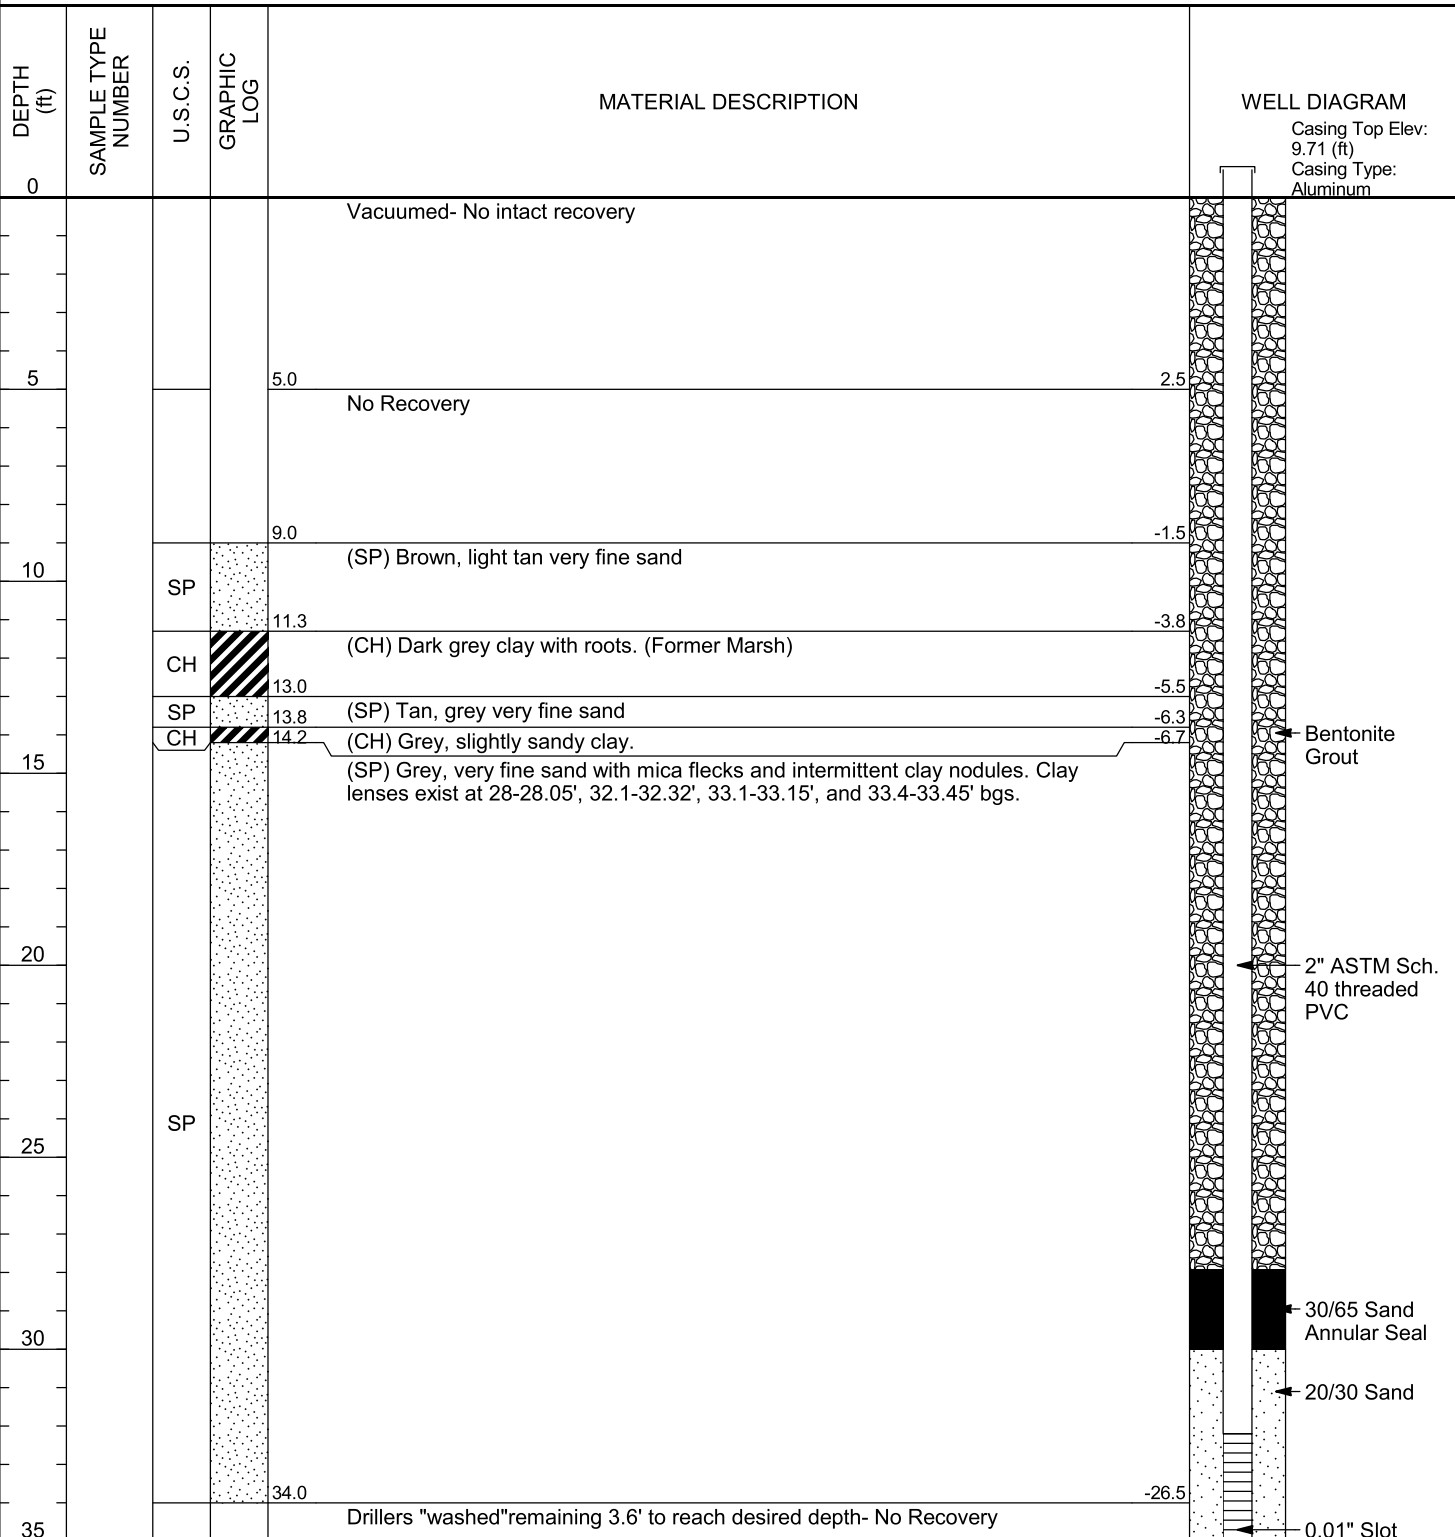 DEPTH
(ft)
SAMPLE TYPE
NUMBER
U.S.C.S.
GRAPHIC
LOG
MATERIAL DESCRIPTION
WELL DIAGRAM
Casing Top Elev:
9.71 (ft)
Casing Type:
Aluminum
0
Vacuumed- No intact recovery
5
5.0
2.5
No Recovery
9.0
-1.5
(SP) Brown, light tan very fine sand
10
SP
11.3
-3.8
(CH) Dark grey clay with roots. (Former Marsh)
CH
13.0
-5.5
SP
13.8
(SP) Tan, grey very fine sand
-6.3
CH
14.2
(CH) Grey, slightly sandy clay.
-6.7
Bentonite
Grout
15
(SP) Grey, very fine sand with mica flecks and intermittent clay nodules. Clay
lenses exist at 28-28.05', 32.1-32.32', 33.1-33.15', and 33.4-33.45' bgs.
20
2" ASTM Sch.
40 threaded
PVC
SP
25
30/65 Sand
Annular Seal
30
20/30 Sand
34.0
-26.5
Drillers "washed"remaining 3.6' to reach desired depth- No Recovery
35
0.01" Slot